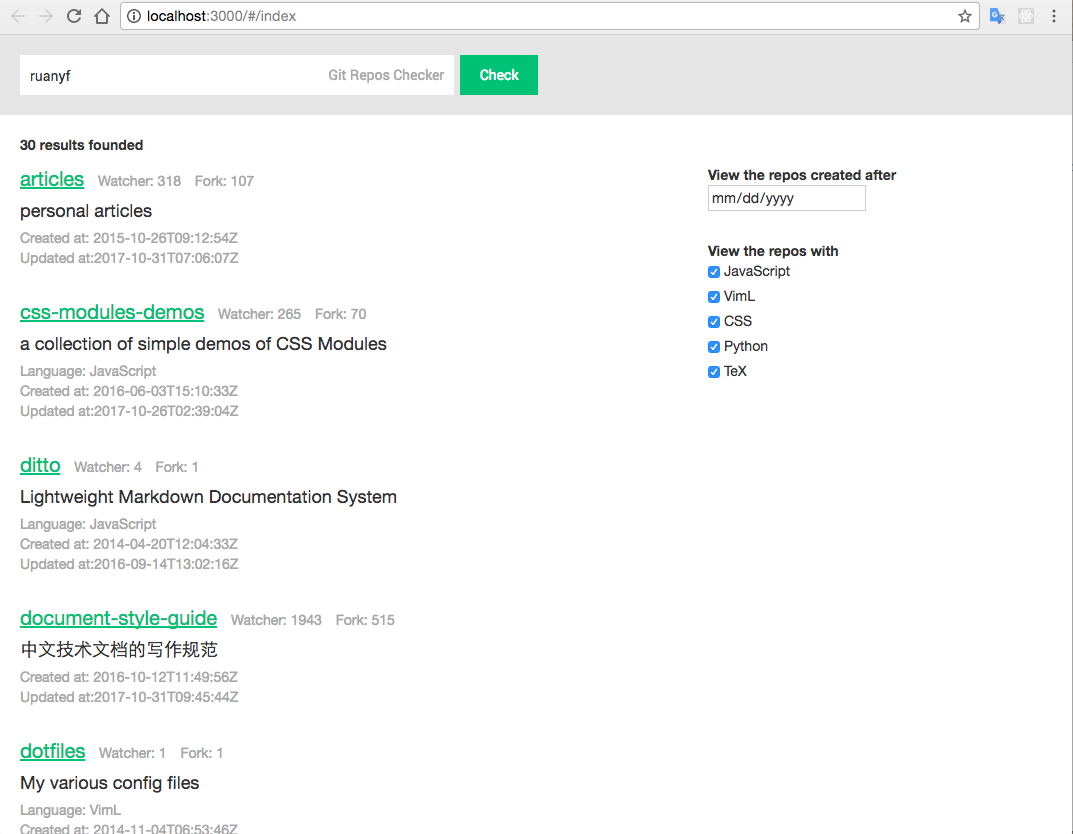 localhost:3000/#/index
ruanyf Git Repos Checker Check
30 results founded
articles Watcher: 318 Fork: 107
personal articles
Created at: 2015-10-26T09:12:54Z
Updated at:2017-10-31T07:06:07Z
css-modules-demos Watcher: 265 Fork: 70
a collection of simple demos of CSS Modules
Language: JavaScript
Created at: 2016-06-03T15:10:33Z
Updated at:2017-10-26T02:39:04Z
ditto Watcher: 4 Fork: 1
Lightweight Markdown Documentation System
Language: JavaScript
Created at: 2014-04-20T12:04:33Z
Updated at:2016-09-14T13:02:16Z
document-style-guide Watcher: 1943 Fork: 515
中文技术文档的写作规范
Created at: 2016-10-12T11:49:56Z
Updated at:2017-10-31T09:45:44Z
dotfiles Watcher: 1 Fork: 1
My various config files
Language: VimL
Created at: 2014-11-04T06:53:46Z
View the repos created after
mm/dd/yyyy
View the repos with
JavaScript
VimL
CSS
Python
TeX